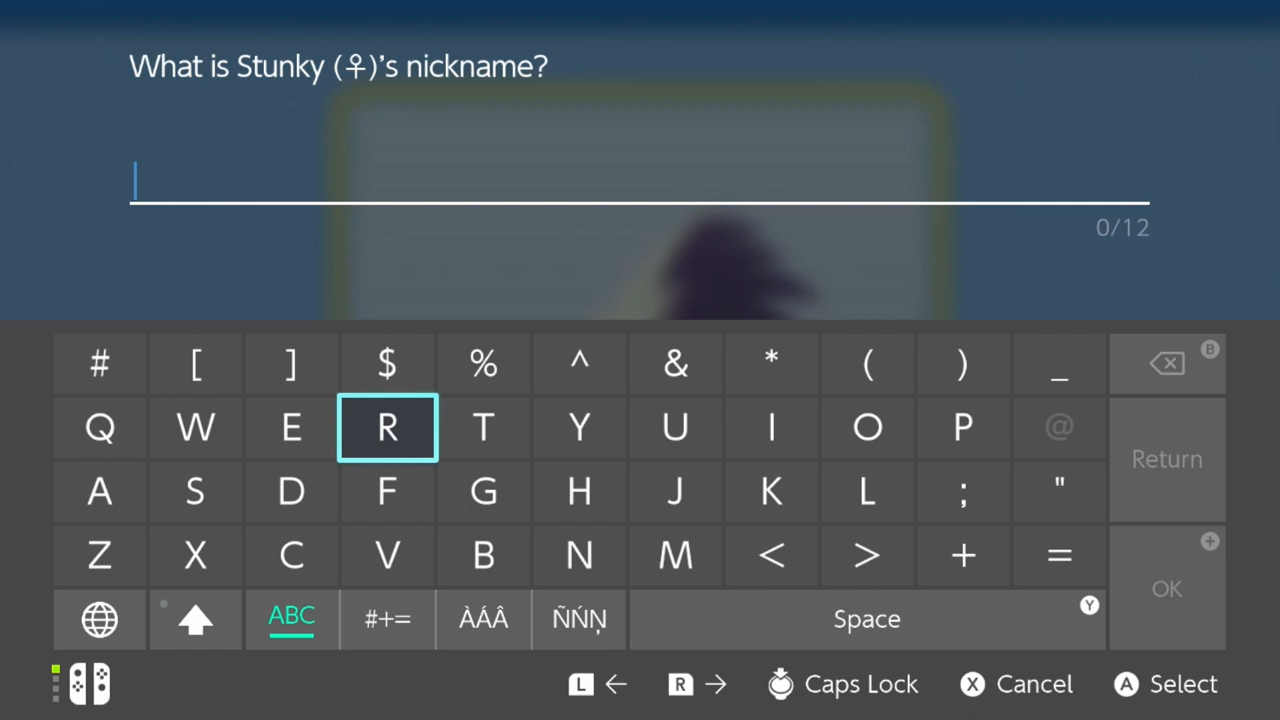 What is Stunky (♀)'s nickname?
0/12
# [ ] $ % ^ & * ( ) _ B
Q W E R T Y U I O P @ Return
A S D F G H J K L ; "
Z X C V B N M < > + = + OK
ABC #+= ÀÁÂ ÑŃŅ Space Y
L ← R → Caps Lock X Cancel A Select